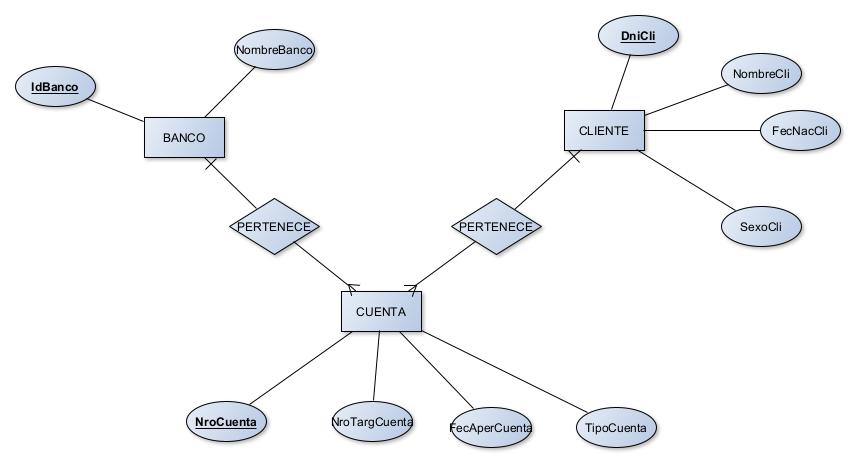 DniCli
NombreBanco
NombreCli
IdBanco
BANCO
CLIENTE
FecNacCli
PERTENECE
PERTENECE
SexoCli
CUENTA
NroCuenta
NroTargCuenta
FecAperCuenta
TipoCuenta